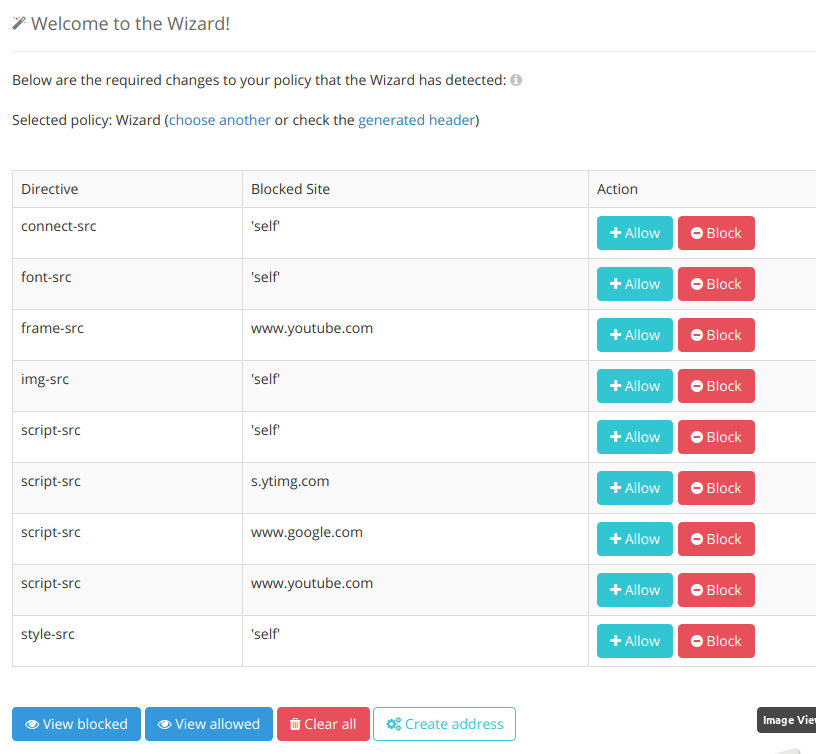 Welcome to the Wizard!
Below are the required changes to your policy that the Wizard has detected:
Selected policy: Wizard (choose another or check the generated header)
Directive Blocked Site Action
connect-src 'self' Allow Block
font-src 'self' Allow Block
frame-src www.youtube.com Allow Block
img-src 'self' Allow Block
script-src 'self' Allow Block
script-src s.ytimg.com Allow Block
script-src www.google.com Allow Block
script-src www.youtube.com Allow Block
style-src 'self' Allow Block
View blocked View allowed Clear all Create address
Image Vie